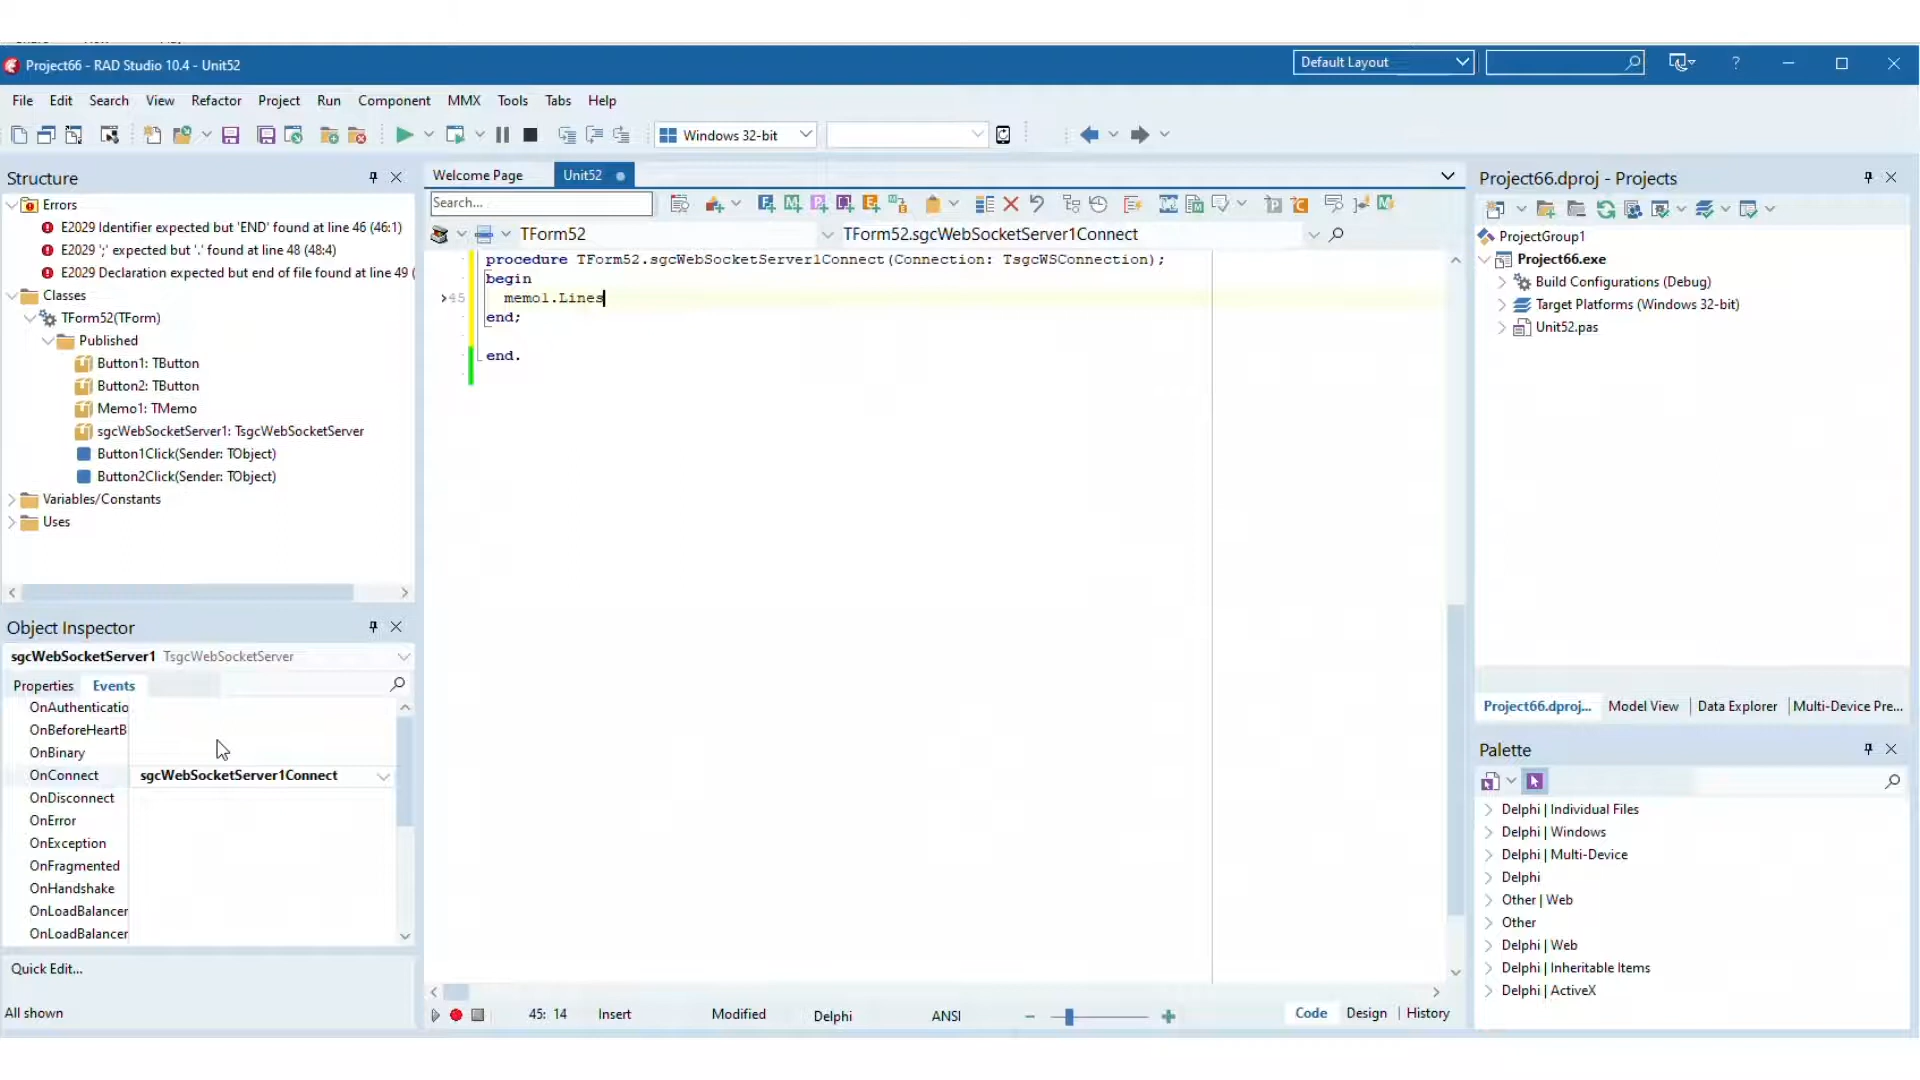 Project66 - RAD Studio 10.4 - Unit52
Default Layout
?
File Edit Search View Refactor Project Run Component MMX Tools Tabs Help
Windows 32-bit
Structure
Errors
E2029 Identifier expected but 'END' found at line 46 (46:1)
E2029 ';' expected but '.' found at line 48 (48:4)
E2029 Declaration expected but end of file found at line 49 (
Classes
TForm52(TForm)
Published
Button1: TButton
Button2: TButton
Memo1: TMemo
sgcWebSocketServer1: TsgcWebSocketServer
Button1Click(Sender: TObject)
Button2Click(Sender: TObject)
Variables/Constants
Uses
Object Inspector
sgcWebSocketServer1 TsgcWebSocketServer
Properties Events
OnAuthenticatio
OnBeforeHeartB
OnBinary
OnConnect sgcWebSocketServer1Connect
OnDisconnect
OnError
OnException
OnFragmented
OnHandshake
OnLoadBalancer
OnLoadBalancer
Quick Edit...
All shown
Welcome Page Unit52
Search...
TForm52 TForm52.sgcWebSocketServer1Connect
procedure TForm52.sgcWebSocketServer1Connect(Connection: TsgcWSConnection);
begin
45 memo1.Lines
end;
end.
45: 14 Insert Modified Delphi ANSI Code Design History
Project66.dproj - Projects
ProjectGroup1
Project66.exe
Build Configurations (Debug)
Target Platforms (Windows 32-bit)
Unit52.pas
Project66.dproj... Model View Data Explorer Multi-Device Pre...
Palette
Delphi | Individual Files
Delphi | Windows
Delphi | Multi-Device
Delphi
Other | Web
Other
Delphi | Web
Delphi | Inheritable Items
Delphi | ActiveX